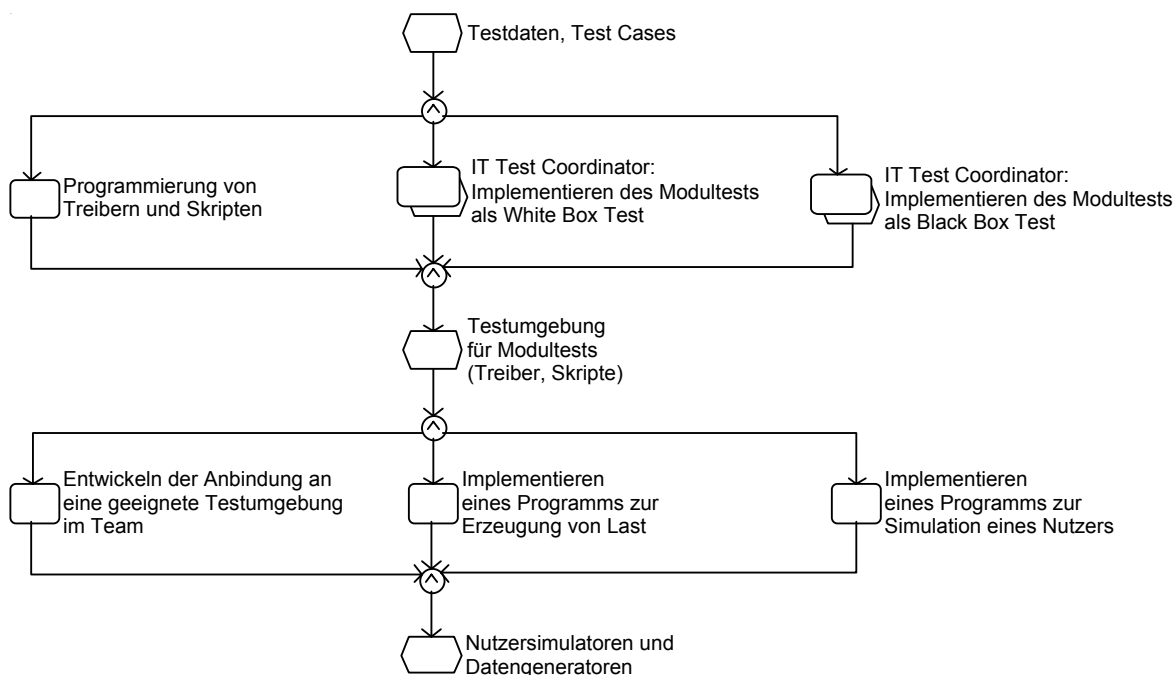 Testdaten, Test Cases
Programmierung von
Treibern und Skripten
IT Test Coordinator:
Implementieren des Modultests
als White Box Test
IT Test Coordinator:
Implementieren des Modultests
als Black Box Test
Testumgebung
für Modultests
(Treiber, Skripte)
Entwickeln der Anbindung an
eine geeignete Testumgebung
im Team
Implementieren
eines Programms zur
Erzeugung von Last
Implementieren
eines Programms zur
Simulation eines Nutzers
Nutzersimulatoren und
Datengeneratoren